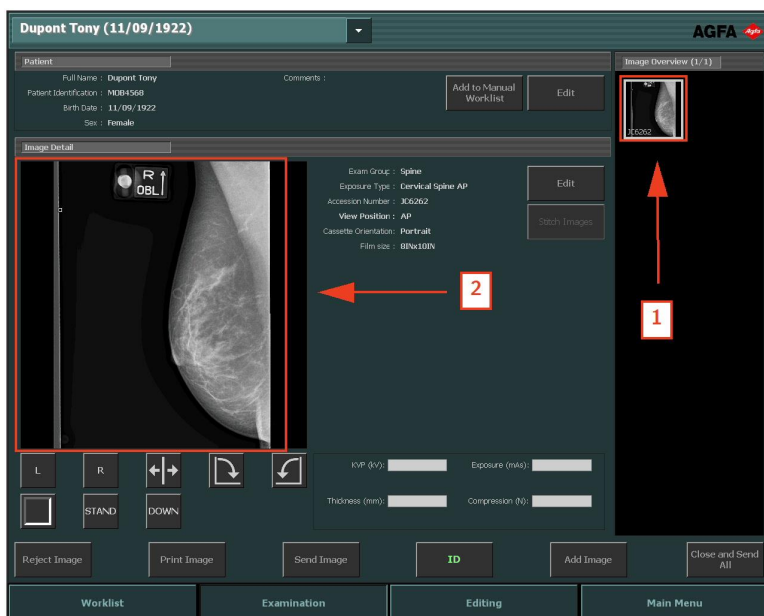 Dupont Tony (11/09/1922)
AGFA
Patient
Full Name : Dupont Tony
Comments :
Patient Identification : MOB4568
Birth Date : 11/09/1922
Sex : Female
Add to Manual
Worklist
Edit
Image Overview (1/1)
JC6262
Image Detail
R
OBL
Exam Group : Spine
Exposure Type : Cervical Spine AP
Accession Number : JC6262
View Position : AP
Cassette Orientation: Portrait
Film size : 8INx10IN
Edit
Stitch Images
2
1
L
R
STAND
DOWN
KVP (kV):
Exposure (mAs):
Thickness (mm):
Compression (N):
Reject Image
Print Image
Send Image
ID
Add Image
Close and Send
All
Worklist
Examination
Editing
Main Menu